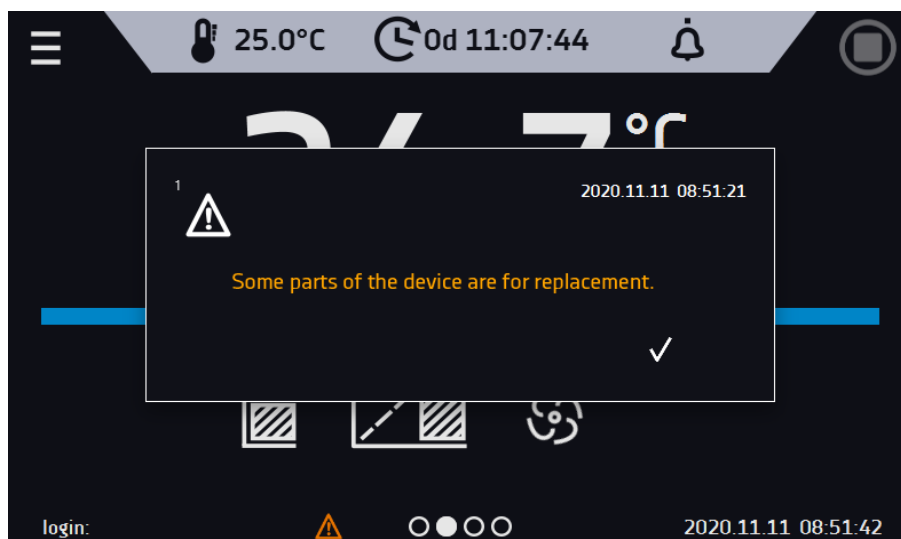 25.0°C 0d 11:07:44
°C
1
2020.11.11 08:51:21
Some parts of the device are for replacement.
login:
2020.11.11 08:51:42